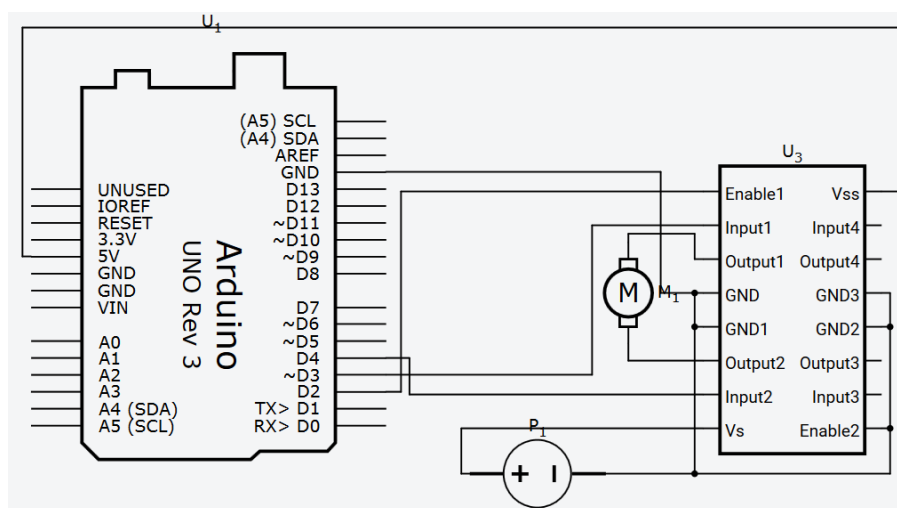 U1
(A5) SCL
(A4) SDA
AREF
GND
UNUSED
D13
IOREF
D12
RESET
~D11
3.3V
~D10
5V
~D9
GND
D8
GND
VIN
D7
~D6
A0
~D5
A1
D4
A2
~D3
A3
D2
A4 (SDA)
TX> D1
A5 (SCL)
RX> D0
Arduino
UNO Rev 3
M
M1
P1
+
U3
Enable1
Vss
Input1
Input4
Output1
Output4
GND
GND3
GND1
GND2
Output2
Output3
Input2
Input3
Vs
Enable2